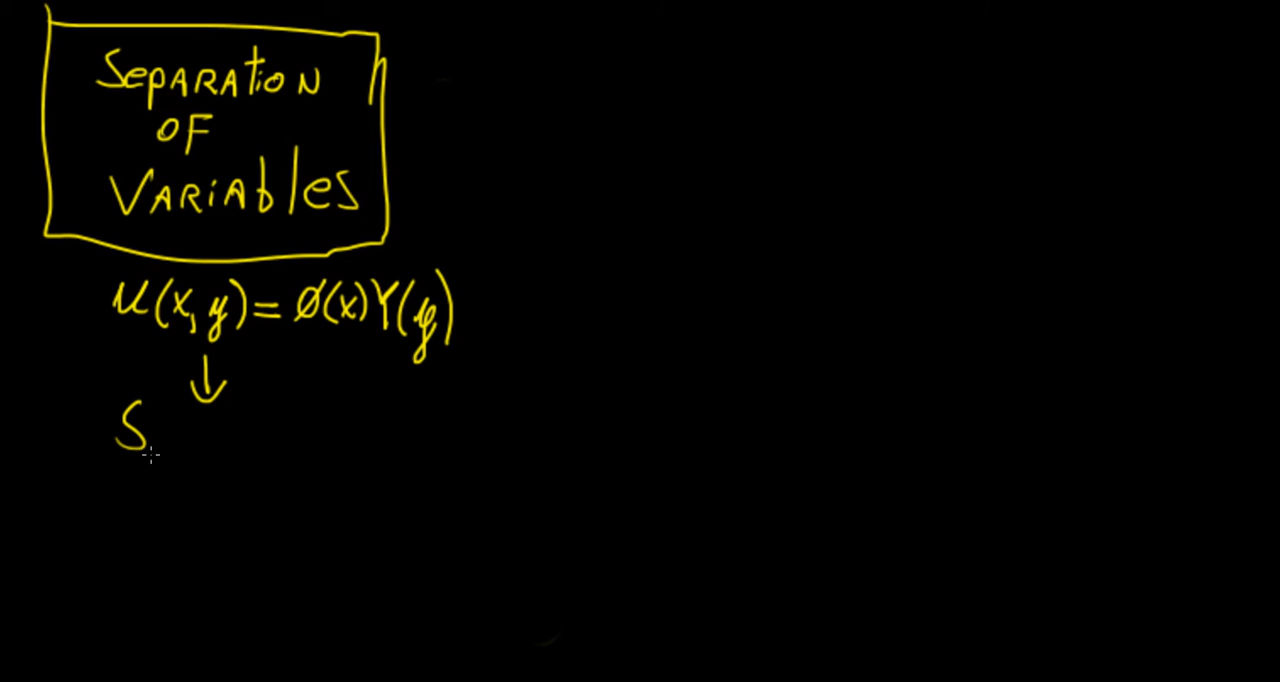 SeparAtion
OF
VARiAbles
u(x,y)= Ø(x)Y(y)
↓
S